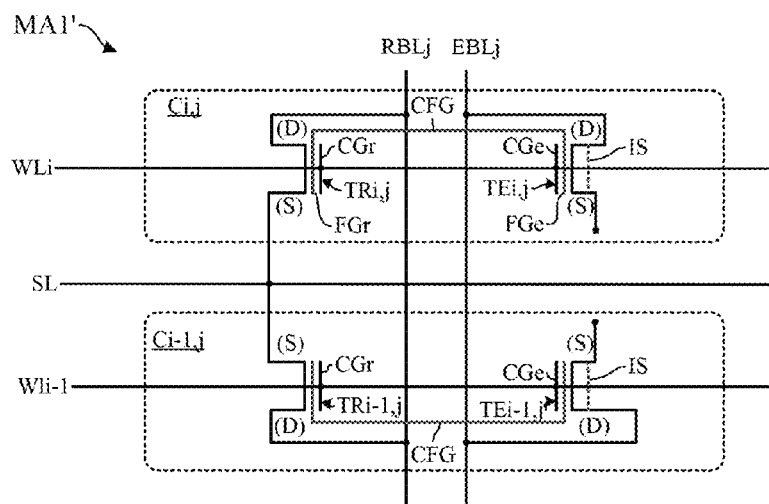 MA1'
RBLj EBLj
Ci,j
CFG
(D) (D)
CGr CGe IS
WLi
TRi,j TEi,j
(S) (S)
FGr FGe
SL
Ci-1,j
(S) (S)
CGr CGe IS
Wli-1
TRi-1,j TEi-1,j
(D) (D)
CFG